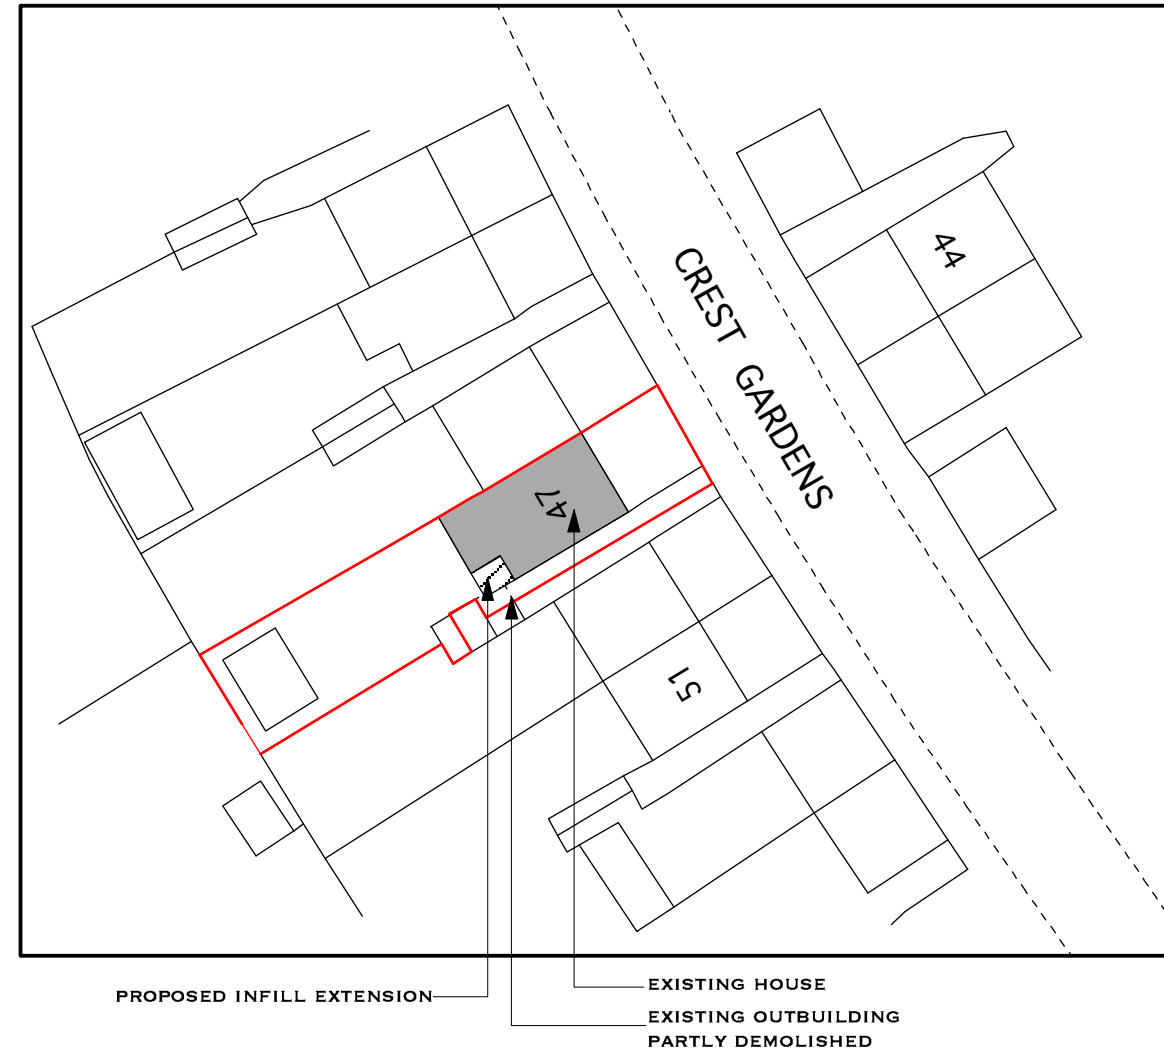 44
CREST GARDENS
47
51
PROPOSED INFILL EXTENSION
EXISTING HOUSE
EXISTING OUTBUILDING
PARTLY DEMOLISHED